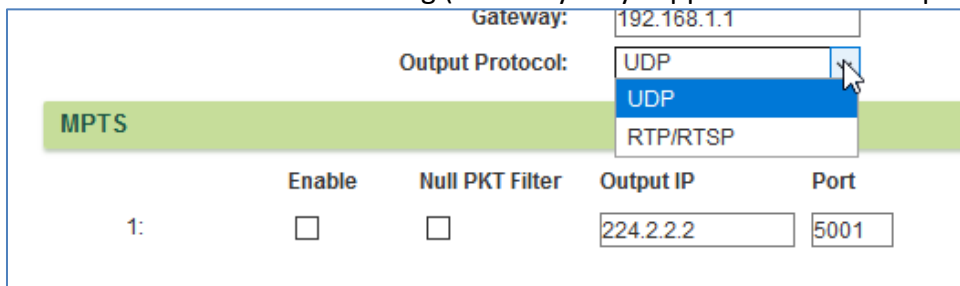 Gateway: 192.168.1.1
Output Protocol: UDP
UDP
RTP/RTSP
MPTS
Enable Null PKT Filter Output IP Port
1: 224.2.2.2 5001